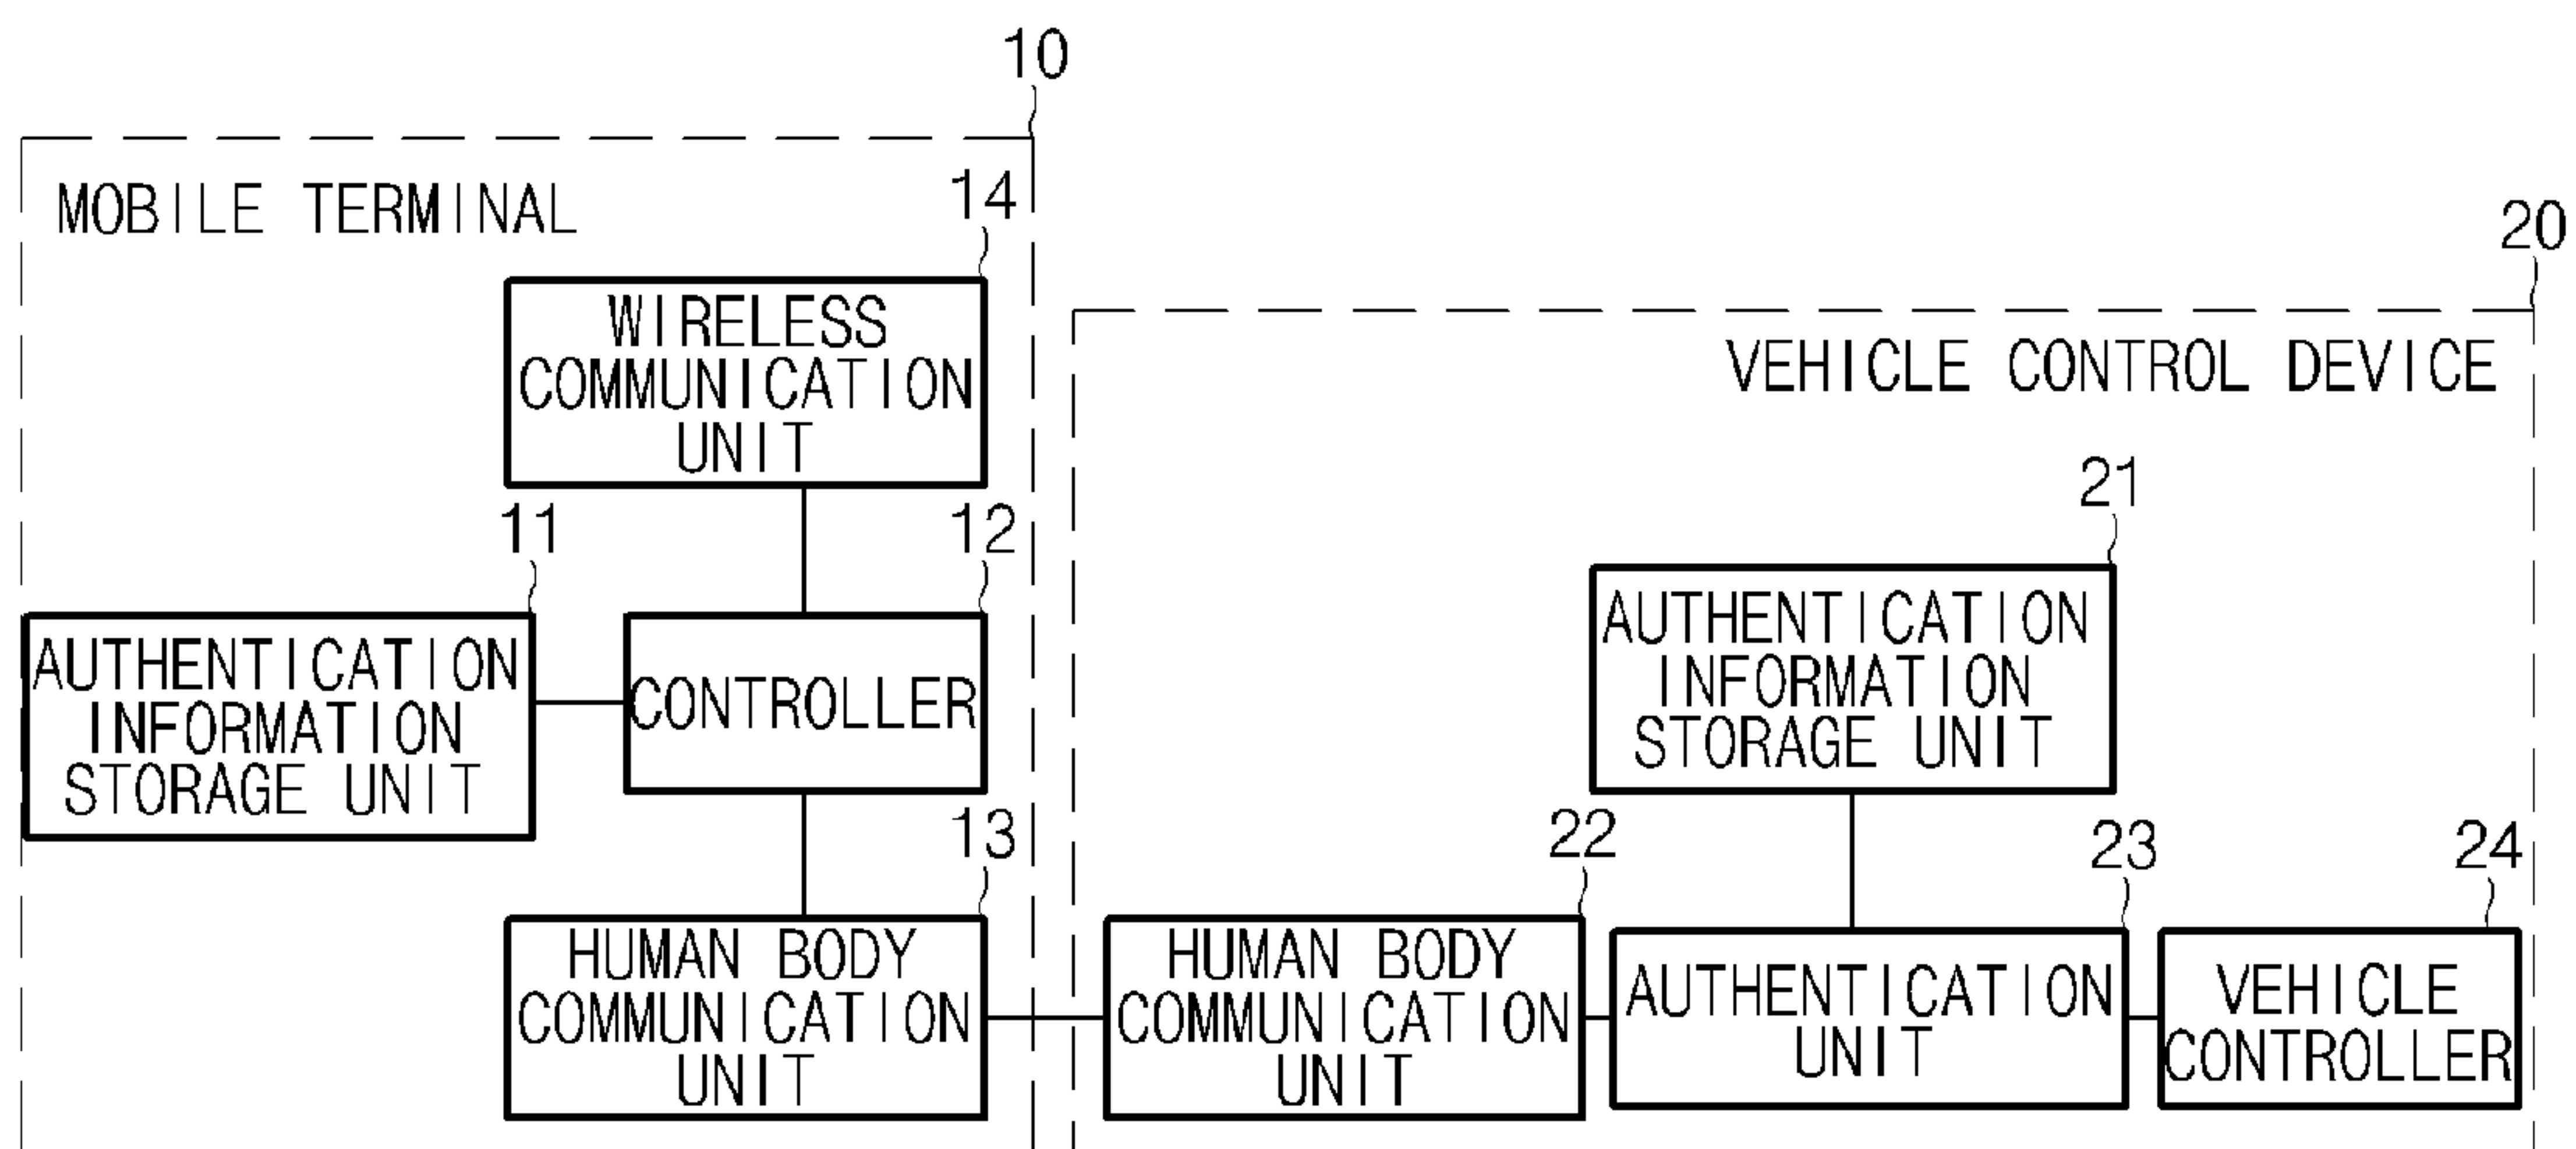 10
MOBILE TERMINAL
14
WIRELESS
COMMUNICATION
UNIT
11
12
AUTHENTICATION
INFORMATION
STORAGE UNIT
CONTROLLER
13
HUMAN BODY
COMMUNICATION
UNIT
20
VEHICLE CONTROL DEVICE
21
AUTHENTICATION
INFORMATION
STORAGE UNIT
22
HUMAN BODY
COMMUNICATION
UNIT
23
AUTHENTICATION
UNIT
24
VEHICLE
CONTROLLER